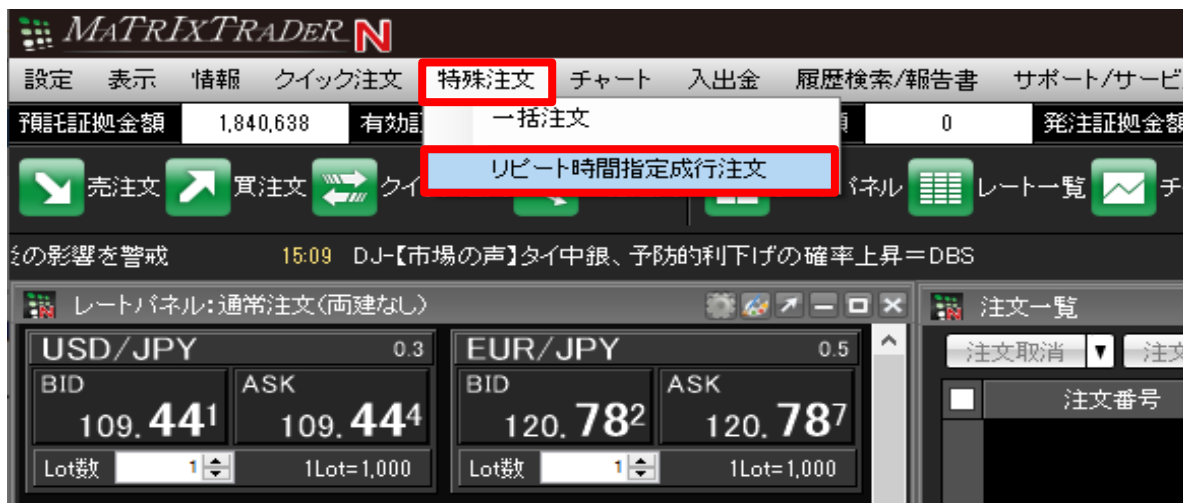 MATRIXTRADER N
設定 表示 情報 クイック注文 特殊注文 チャート 入出金 履歴検索/報告書 サポート/サービ
預託証拠金額 1,840,638 有効 一括注文 0 発注証拠金額
リピート時間指定成行注文
売注文 買注文 クイ パネル レート一覧 チ
の影響を警戒 15:09 DJ-【市場の声】タイ中銀、予防的利下げの確率上昇=DBS
レートパネル:通常注文(両建なし) 注文一覧
USD/JPY 0.3 EUR/JPY 0.5 注文取消 ▼ 注文
BID ASK BID ASK 注文番号
109.441 109.444 120.782 120.787
Lot数 1 1Lot=1,000 Lot数 1 1Lot=1,000